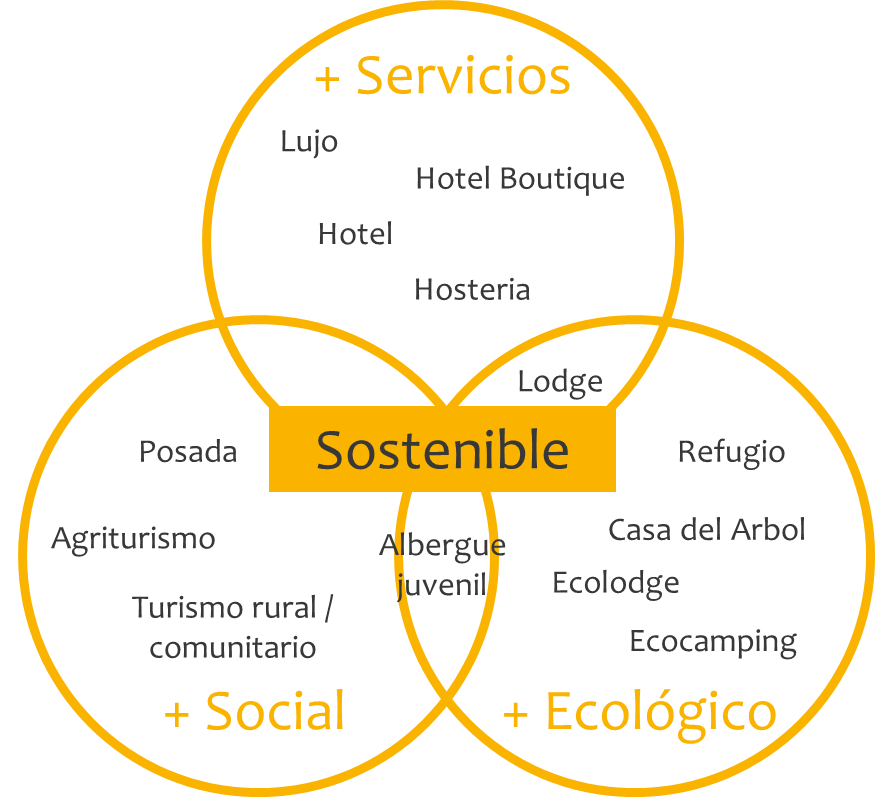 + Servicios
Lujo
Hotel Boutique
Hotel
Hosteria
Lodge
Sostenible
Posada
Refugio
Agriturismo
Casa del Arbol
Albergue
juvenil
Ecolodge
Turismo rural /
comunitario
Ecocamping
+ Social
+ Ecológico